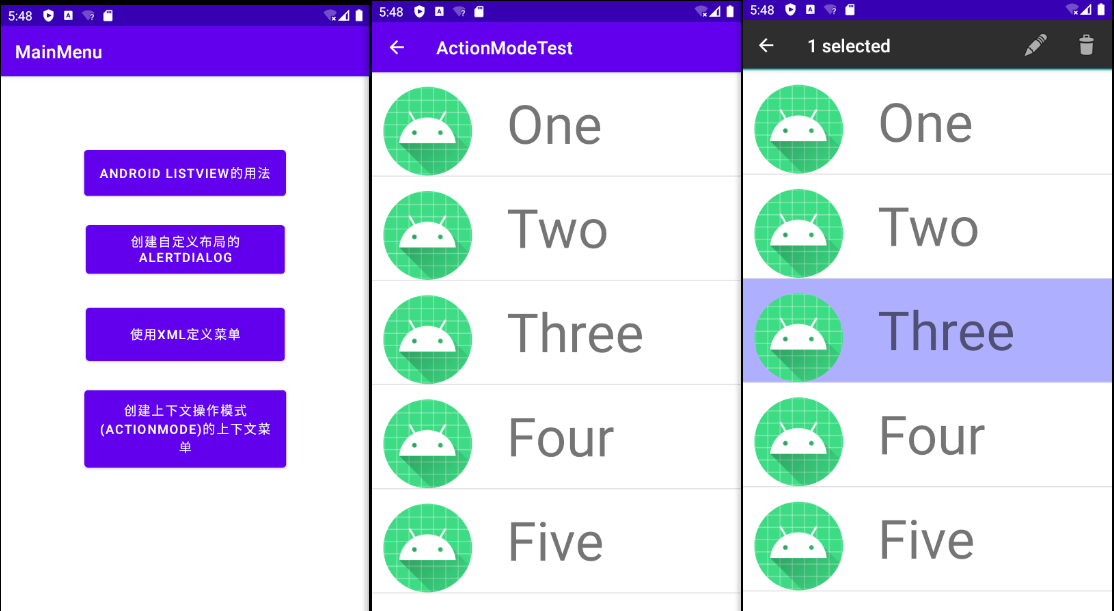 5:48
MainMenu
ANDROID LISTVIEW的用法
创建自定义布局的
ALERTDIALOG
使用XML定义菜单
创建上下文操作模式
(ACTIONMODE)的上下文菜
单
5:48
ActionModeTest
One
Two
Three
Four
Five
5:48
1 selected
One
Two
Three
Four
Five